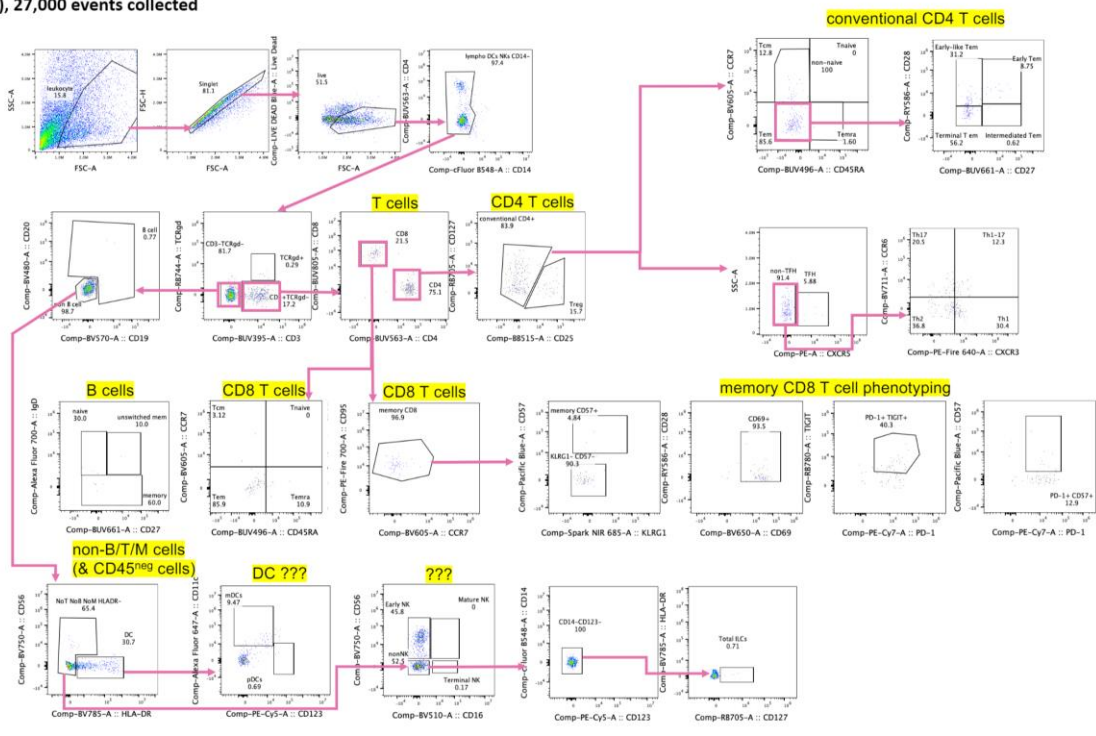 ), 27,000 events collected
conventional CD4 T cells
SSC-A
leukocyte
15.8
FSC-A
FSC-H
Singlet
81.1
FSC-A
Comp-LIVE DEAD Blue-A :: Live Dead
live
51.5
FSC-A
Comp-BUV563-A :: CD4
lympho DCs NKs CD14-
97.4
Comp-cFluor B548-A :: CD14
Comp-BV605-A :: CCR7
Tcm
12.8
Tnaive
0
non-naive
100
Tem
85.6
Temra
1.60
Comp-BUV496-A :: CD45RA
Comp-RY586-A :: CD28
Early-like Tem
31.2
Early Tem
8.75
Terminal T em
56.2
Intermediated Tem
0.62
Comp-BUV661-A :: CD27
T cells
CD4 T cells
Comp-BV480-A :: CD20
B cell
0.77
non B cell
98.7
Comp-BV570-A :: CD19
Comp-RB744-A :: TCRgd
CD3-TCRgd-
81.7
TCRgd+
0.29
CD3+TCRgd-
17.2
Comp-BUV395-A :: CD3
Comp-BUV805-A :: CD8
CD8
21.5
CD4
75.1
Comp-BUV563-A :: CD4
Comp-RB705-A :: CD127
conventional CD4+
83.9
Treg
15.7
Comp-BB515-A :: CD25
SSC-A
non-TFH
91.4
TFH
5.88
Comp-PE-A :: CXCR5
Comp-BV711-A :: CCR6
Th17
20.5
Th1-17
12.3
Th2
36.8
Th1
30.4
Comp-PE-Fire 640-A :: CXCR3
B cells
CD8 T cells
CD8 T cells
memory CD8 T cell phenotyping
Comp-Alexa Fluor 700-A :: IgD
naive
30.0
unswitched mem
10.0
memory
60.0
Comp-BUV661-A :: CD27
Comp-BV605-A :: CCR7
Tcm
3.12
Tnaive
0
Tem
85.9
Temra
10.9
Comp-BUV496-A :: CD45RA
Comp-PE-Fire 700-A :: CD95
memory CD8
96.9
Comp-BV605-A :: CCR7
Comp-Pacific Blue-A :: CD57
memory CD57+
4.84
KLRG1- CD57-
90.3
Comp-Spark NIR 685-A :: KLRG1
Comp-RY586-A :: CD28
CD69+
93.5
Comp-BV650-A :: CD69
Comp-RB780-A :: TIGIT
PD-1+ TIGIT+
40.3
Comp-PE-Cy7-A :: PD-1
Comp-Pacific Blue-A :: CD57
PD-1+ CD57+
12.9
Comp-PE-Cy7-A :: PD-1
non-B/T/M cells
(& CD45neg cells)
DC ???
???
Comp-BV750-A :: CD56
NoT NoB NoM HLADR-
65.4
DC
30.7
Comp-BV785-A :: HLA-DR
Comp-Alexa Fluor 647-A :: CD11c
mDCs
9.47
pDCs
0.69
Comp-PE-Cy5-A :: CD123
Comp-BV750-A :: CD56
Early NK
45.8
Mature NK
0
nonNK
52.5
Terminal NK
0.17
Comp-BV510-A :: CD16
Comp-cFluor B548-A :: CD14
CD14-CD123-
100
Comp-PE-Cy5-A :: CD123
Comp-BV785-A :: HLA-DR
Total ILCs
0.71
Comp-RB705-A :: CD127